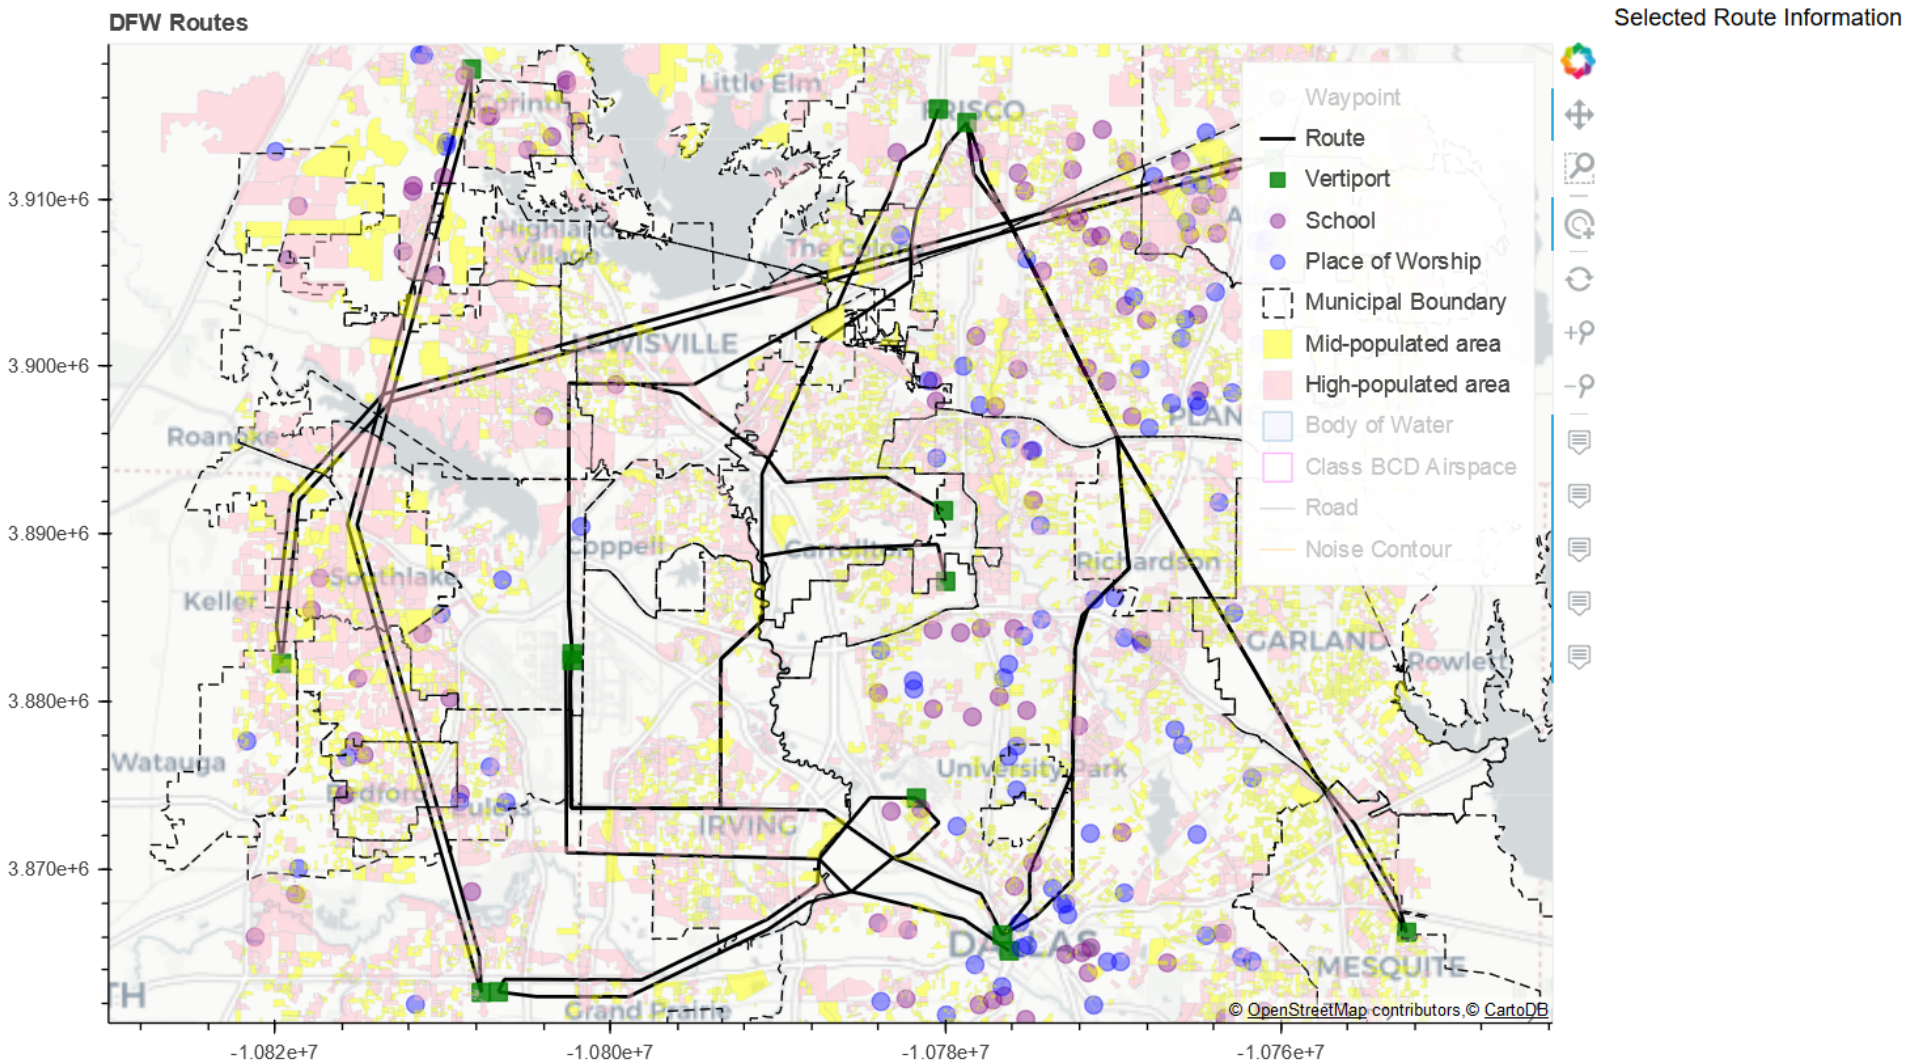 DFW Routes
Selected Route Information
Little Elm
Corinth
FRISCO
Waypoint
Route
Vertiport
School
Place of Worship
Municipal Boundary
Mid-populated area
High-populated area
Body of Water
Class BCD Airspace
Road
Noise Contour
3.910e+6
Highland
Village
The Colony
LEWISVILLE
3.900e+6
PLAN
Roanoke
3.890e+6
Coppell
Carrollton
Richardson
Southlake
Keller
GARLAND
Rowlett
3.880e+6
Watauga
University Park
Bedford
Euless
IRVING
3.870e+6
DALLAS
MESQUITE
TH
Grand Prairie
© OpenStreetMap contributors,© CartoDB
-1.082e+7
-1.080e+7
-1.078e+7
-1.076e+7